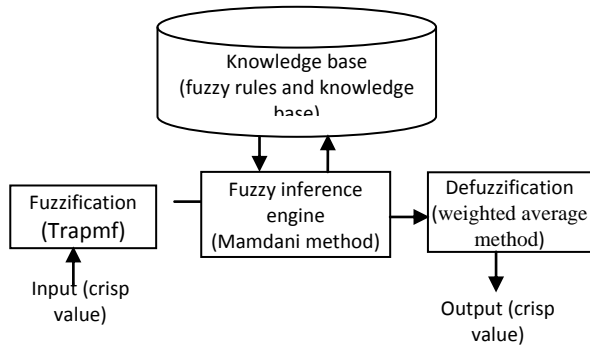 Knowledge base
(fuzzy rules and knowledge
base)
Fuzzification
(Trapmf)
Fuzzy inference
engine
(Mamdani method)
Defuzzification
(weighted average
method)
Input (crisp
value)
Output (crisp
value)